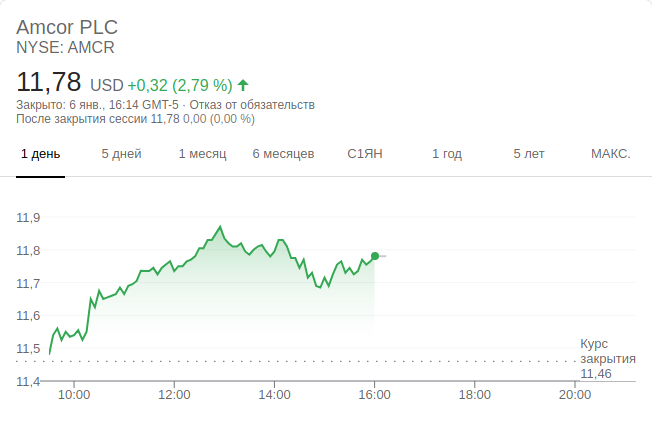 Amcor PLC
NYSE: AMCR
11,78 USD +0,32 (2,79 %)
Закрыто: 6 янв., 16:14 GMT-5 · Отказ от обязательств
После закрытия сессии 11,78 0,00 (0,00 %)
1 день 5 дней 1 месяц 6 месяцев С1ЯН 1 год 5 лет МАКС.
11,9
11,8
11,7
11,6
11,5
11,4
Курс
закрытия
11,46
10:00 12:00 14:00 16:00 18:00 20:00